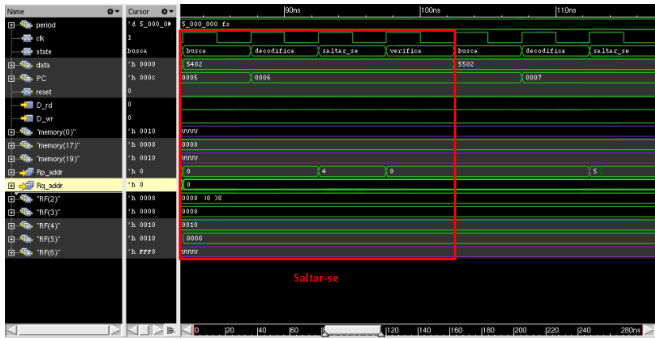 Name Cursor 90ns 100ns 110ns
period 'd 5_000_0 5_000_000 fs
clk 1
state busca busca decodifica saltar_se verifica busca decodifica saltar_se
data 'h 0000 5402 5502
PC 'h 000C 0005 0006 0007
reset 0
D_rd 0
D_wr 0
"memory(0)" 'h 0010 UUUU
"memory(17)" 'h 0008 0008
"memory(19)" 'h 0010 UUUU
Rp_addr 'h 0 0 4 0 5
Rq_addr 'h 0 0
"RF(2)" 'h 0008 0008
"RF(3)" 'h 0008 0008
"RF(4)" 'h 0010 0010
"RF(5)" 'h 0010 0000
"RF(6)" 'h FFF8 UUUU
Saltar-se
0 20 40 60 120 140 160 180 200 220 240 280ns